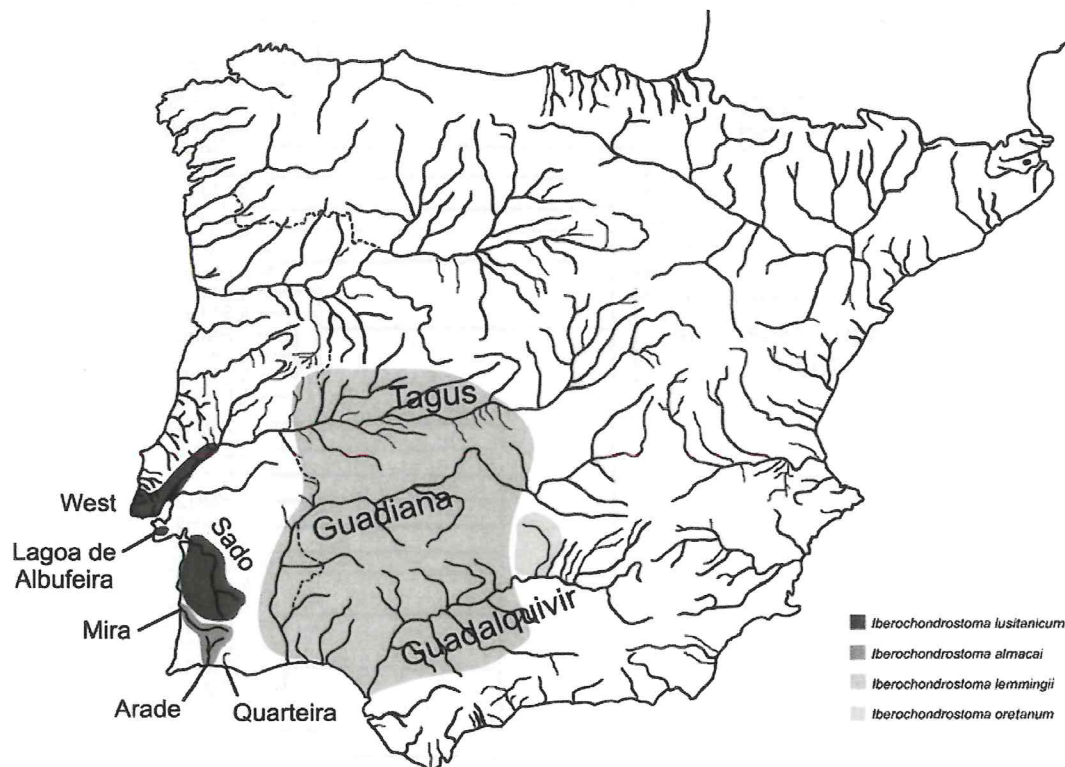 Tagus
West
Guadiana
Sado
Lagoa de
Albufeira
Mira
Guadalquivir
Arade
Quarteira
Iberochondrostoma lusitanicum
Iberochondrostoma almacai
Iberochondrostoma lemmingii
Iberochondrostoma oretanum